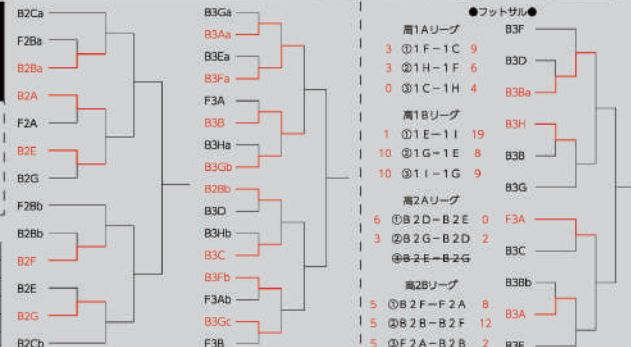 B2Ca
F2Ba
B2Ba
B2A
F2A
B2E
B2G
F2Bb
B2Bb
B2F
B2E
B2G
B2Cb
B3Ga
B3Aa
B3Ea
B3Fa
F3A
B3B
B3Ha
B3Gb
B2Bb
B3D
B3Hb
B3C
B3Fb
F3Ab
B3Gc
F3B
●フットサル●
高1Aリーグ
3 ①1F-1C 9
3 ②1H-1F 6
0 ③1C-1H 4
高1Bリーグ
1 ①1E-1I 19
10 ②1G-1E 8
10 ③1I-1G 9
高2Aリーグ
6 ①B2D-B2E 0
3 ②B2G-B2D 2
③B2E-B2G
高2Bリーグ
5 ①B2F-F2A 8
5 ②B2B-B2F 12
5 ③F2A-B2B 2
B3F
B3D
B3Ba
B3H
B3B
B3G
F3A
B3C
B3Bb
B3A
B3E